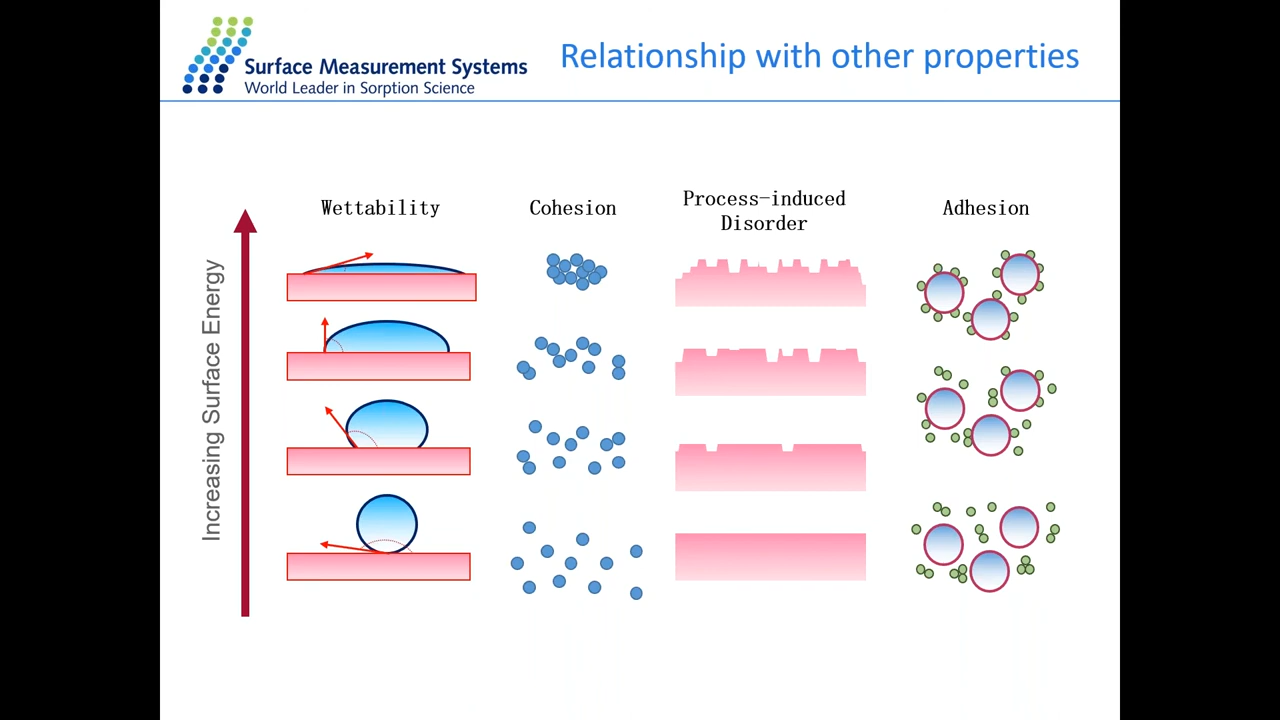 Surface Measurement Systems
World Leader in Sorption Science
Relationship with other properties
Increasing Surface Energy
Wettability
Cohesion
Process-induced
Disorder
Adhesion